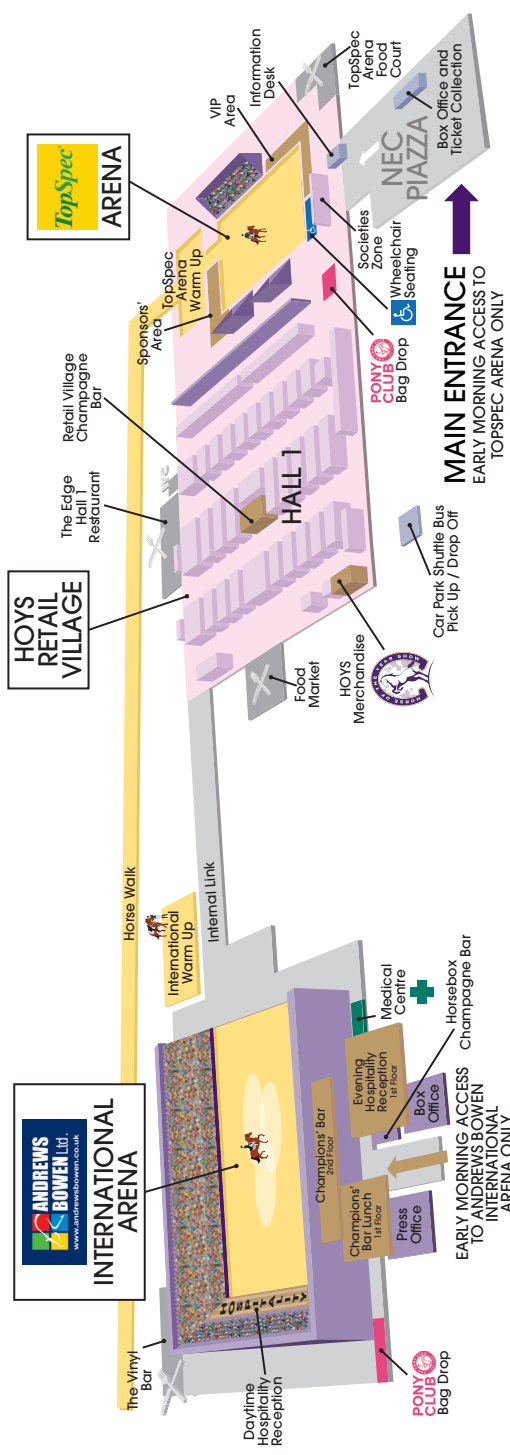 ANDREWS
BOWEN Ltd.
www.andrewsbowen.co.uk
INTERNATIONAL
ARENA
HOYS
RETAIL
VILLAGE
TopSpec®
ARENA
The Vinyl
Bar
Horse Walk
International
Warm Up
Internal Link
The Edge
Hall 1
Restaurant
WC
Retail Village
Champagne
Bar
Sponsors'
Area
TopSpec
Arena
Warm Up
VIP
Area
Information
Desk
TopSpec
Arena
Food
Court
HOSPITALITY
Daytime
Hospitality
Reception
PONY
CLUB
Bag Drop
Champions' Bar
2nd Floor
Champions'
Bar Lunch
1st Floor
Press
Office
Evening
Hospitality
Reception
1st Floor
Box
Office
Medical
Centre
Horsebox
Champagne Bar
EARLY MORNING ACCESS
TO ANDREWS BOWEN
INTERNATIONAL
ARENA ONLY
Food
Market
HOYS
Merchandise
HORSE OF THE YEAR SHOW
HALL 1
Car Park Shuttle Bus
Pick Up / Drop Off
PONY
CLUB
Bag Drop
Wheelchair
Seating
Societies
Zone
NEC
PIAZZA
Box Office and
Ticket Collection
MAIN ENTRANCE
EARLY MORNING ACCESS TO
TOPSPEC ARENA ONLY